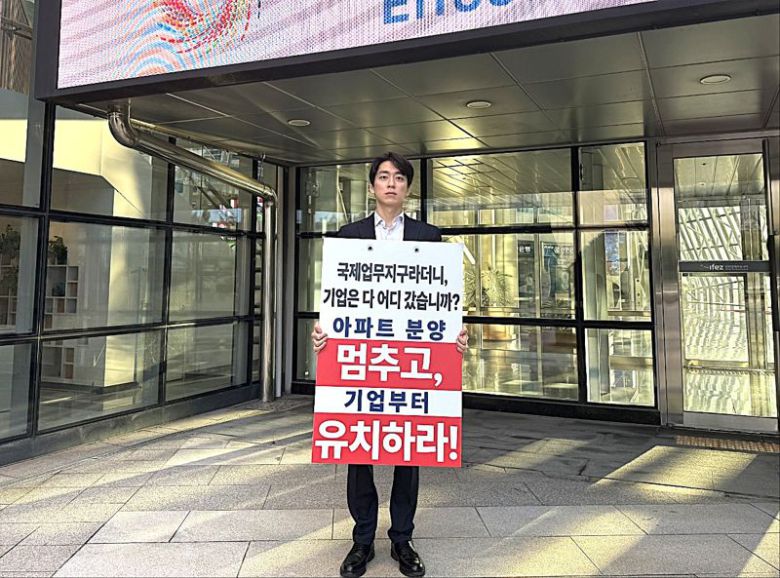 Enco
국제업무지구라더니,
기업은 다 어디 갔습니까?
아파트 분양
멈추고,
기업부터
유치하라!
ifez